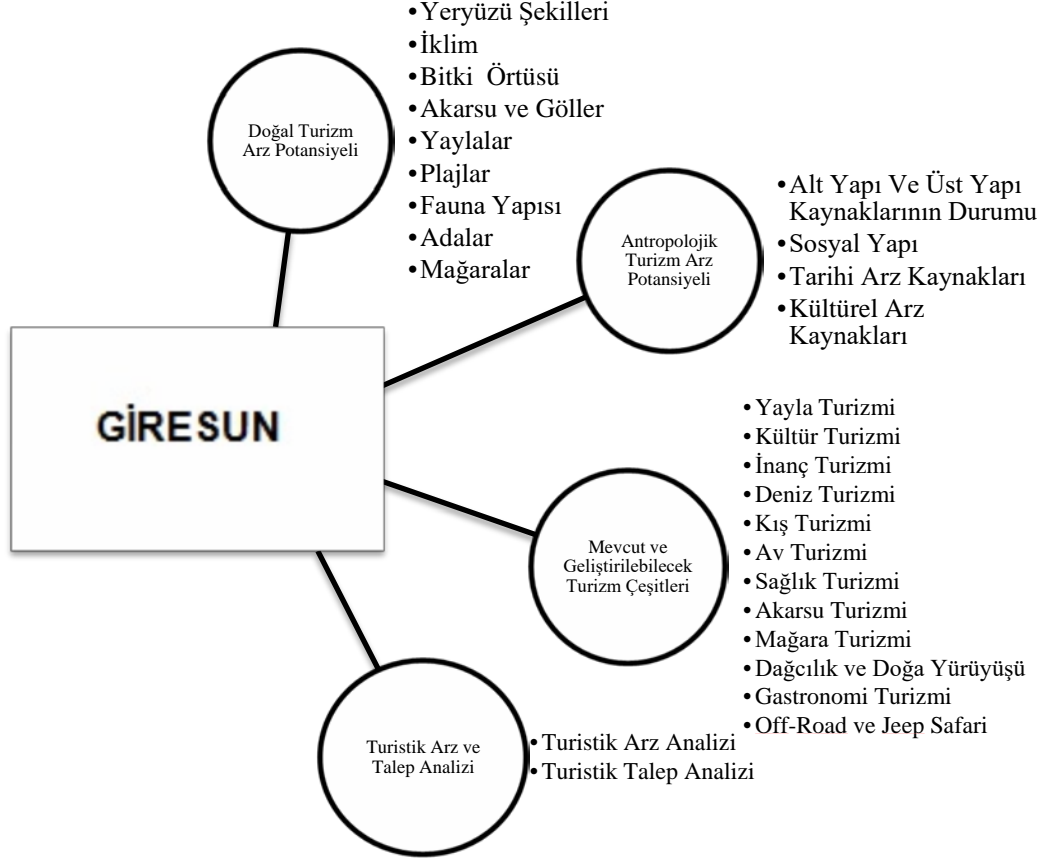 GİRESUN
Doğal Turizm
Arz Potansiyeli
•Yeryüzü Şekilleri
•İklim
•Bitki Örtüsü
•Akarsu ve Göller
•Yaylalar
•Plajlar
•Fauna Yapısı
•Adalar
•Mağaralar
Antropolojik
Turizm Arz
Potansiyeli
•Alt Yapı Ve Üst Yapı
Kaynaklarının Durumu
•Sosyal Yapı
•Tarihi Arz Kaynakları
•Kültürel Arz
Kaynakları
Mevcut ve
Geliştirilebilecek
Turizm Çeşitleri
•Yayla Turizmi
•Kültür Turizmi
•İnanç Turizmi
•Deniz Turizmi
•Kış Turizmi
•Av Turizmi
•Sağlık Turizmi
•Akarsu Turizmi
•Mağara Turizmi
•Dağcılık ve Doğa Yürüyüşü
•Gastronomi Turizmi
•Off-Road ve Jeep Safari
Turistik Arz ve
Talep Analizi
•Turistik Arz Analizi
•Turistik Talep Analizi